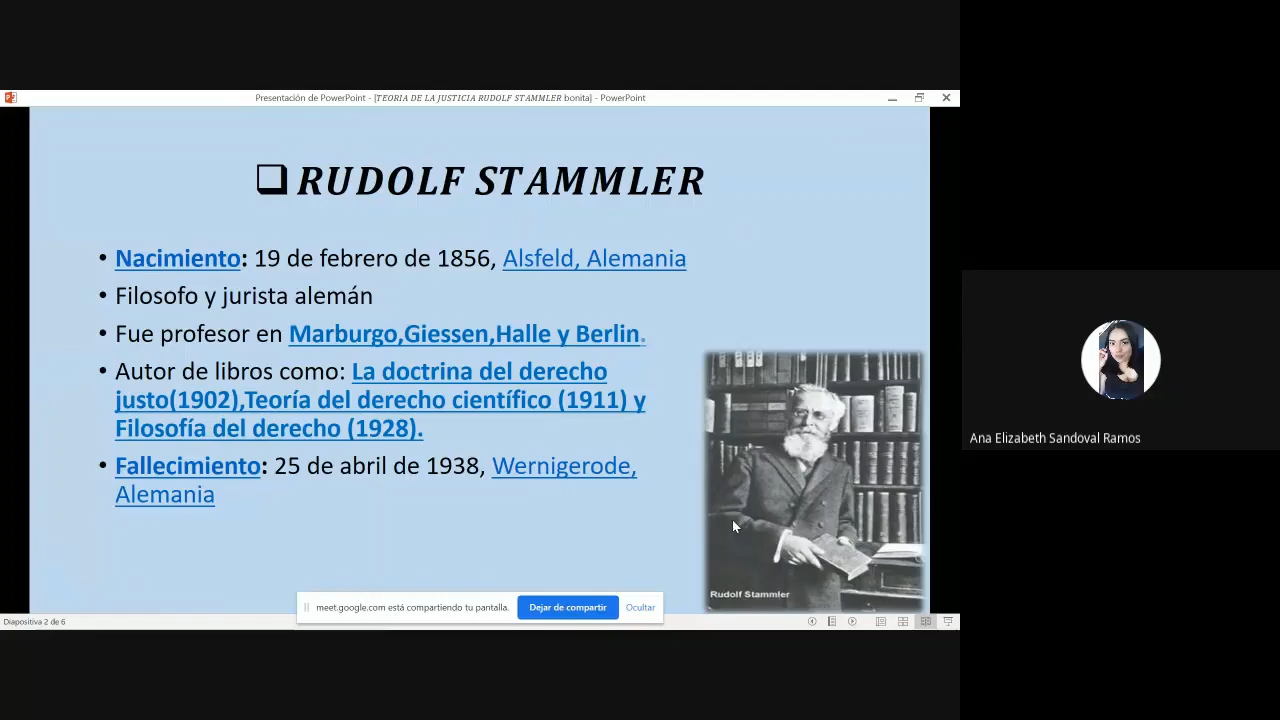 Presentación de PowerPoint - [TEORIA DE LA JUSTICIA RUDOLF STAMMLER bonita] - PowerPoint
❑ RUDOLF STAMMLER
• Nacimiento: 19 de febrero de 1856, Alsfeld, Alemania
• Filosofo y jurista alemán
• Fue profesor en Marburgo,Giessen,Halle y Berlin.
• Autor de libros como: La doctrina del derecho
justo(1902),Teoría del derecho científico (1911) y
Filosofía del derecho (1928).
• Fallecimiento: 25 de abril de 1938, Wernigerode,
Alemania
Rudolf Stammler
meet.google.com está compartiendo tu pantalla. Dejar de compartir Ocultar
Diapositiva 2 de 6
Ana Elizabeth Sandoval Ramos